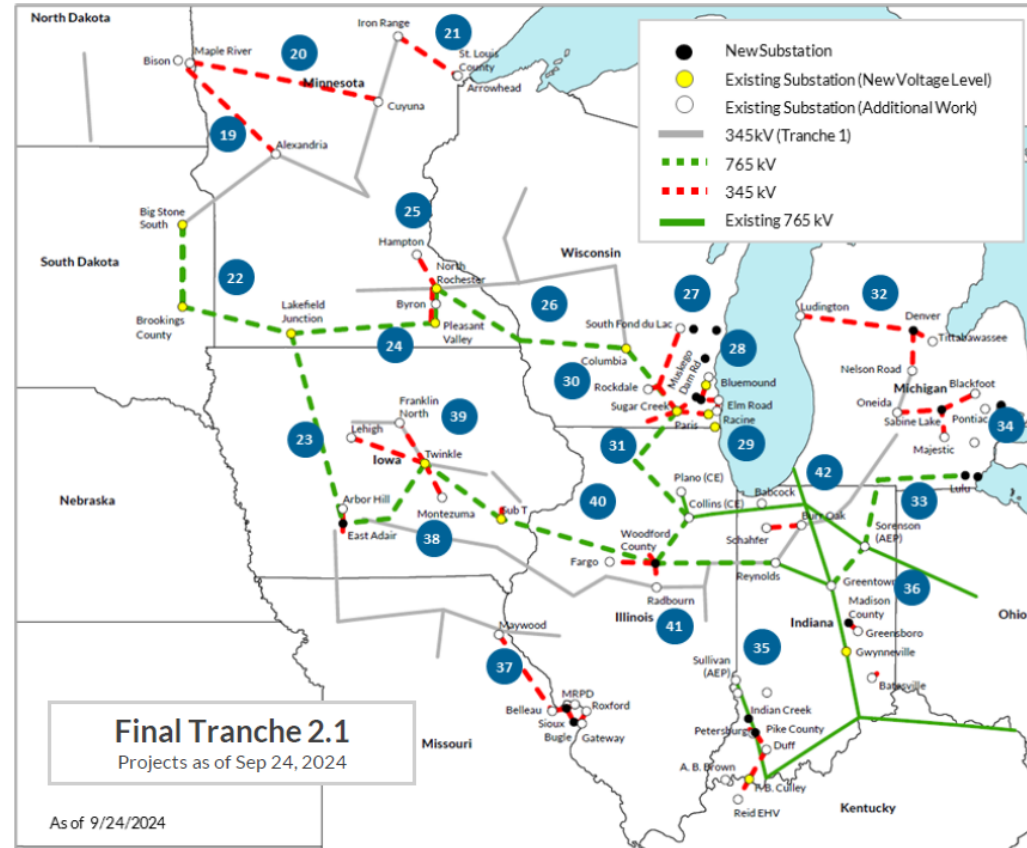 North Dakota
Iron Range
21
New Substation
Existing Substation (New Voltage Level)
Existing Substation (Additional Work)
345kV (Tranche 1)
765 kV
345 kV
Existing 765 kV
20
Bison
Maple River
Minnesota
St. Louis
County
Arrowhead
Cuyuna
19
Alexandria
Big Stone
South
25
Hampton
South Dakota
22
North
Rochester
Wisconsin
Byron
26
27
32
Brookings
County
Lakefield
Junction
Pleasant
Valley
24
South Fond du Lac
Ludington
Denver
Tittabawassee
28
Columbia
30
Rockdale
Muskego
Dam Rd
Bluemound
Nelson Road
Michigan
Blackfoot
Franklin
North
39
Sugar Creek
Paris
Elm Road
Racine
Oneida
Sabine Lake
Pontiac
34
Majestic
Lehigh
23
Iowa
Twinkle
31
29
42
Nebraska
Arbor Hill
East Adair
Montezuma
Sub T
40
Plano (CE)
Collins (CE)
Babcock
Lulu
33
38
Woodford
County
Schahfer
Burr Oak
Sorenson
(AEP)
Fargo
Reynolds
Greentown
36
Radbourn
Illinois
41
Indiana
Madison
County
Greensboro
Ohio
Maywood
37
35
Gwynneville
Sullivan
(AEP)
Batesville
MRPD
Belleau
Roxford
Sioux
Bugle
Gateway
Indian Creek
Petersburg
Pike County
Duff
Final Tranche 2.1
Projects as of Sep 24, 2024
Missouri
A. B. Brown
B. Culley
Reid EHV
Kentucky
As of 9/24/2024